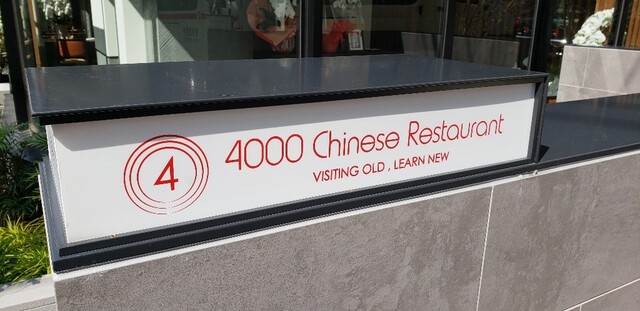 4
4000 Chinese Restaurant
VISITING OLD , LEARN NEW